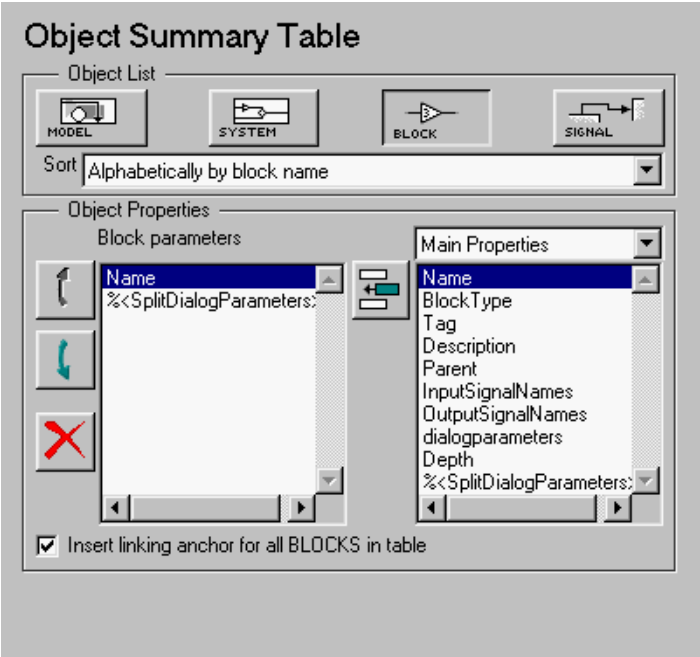 Object Summary Table
Object List
MODEL
SYSTEM
BLOCK
SIGNAL
Sort
Alphabetically by block name
Object Properties
Block parameters
Main Properties
Name
%<SplitDialogParameters>
Name
BlockType
Tag
Description
Parent
InputSignalNames
OutputSignalNames
dialogparameters
Depth
%<SplitDialogParameters>
Insert linking anchor for all BLOCKS in table